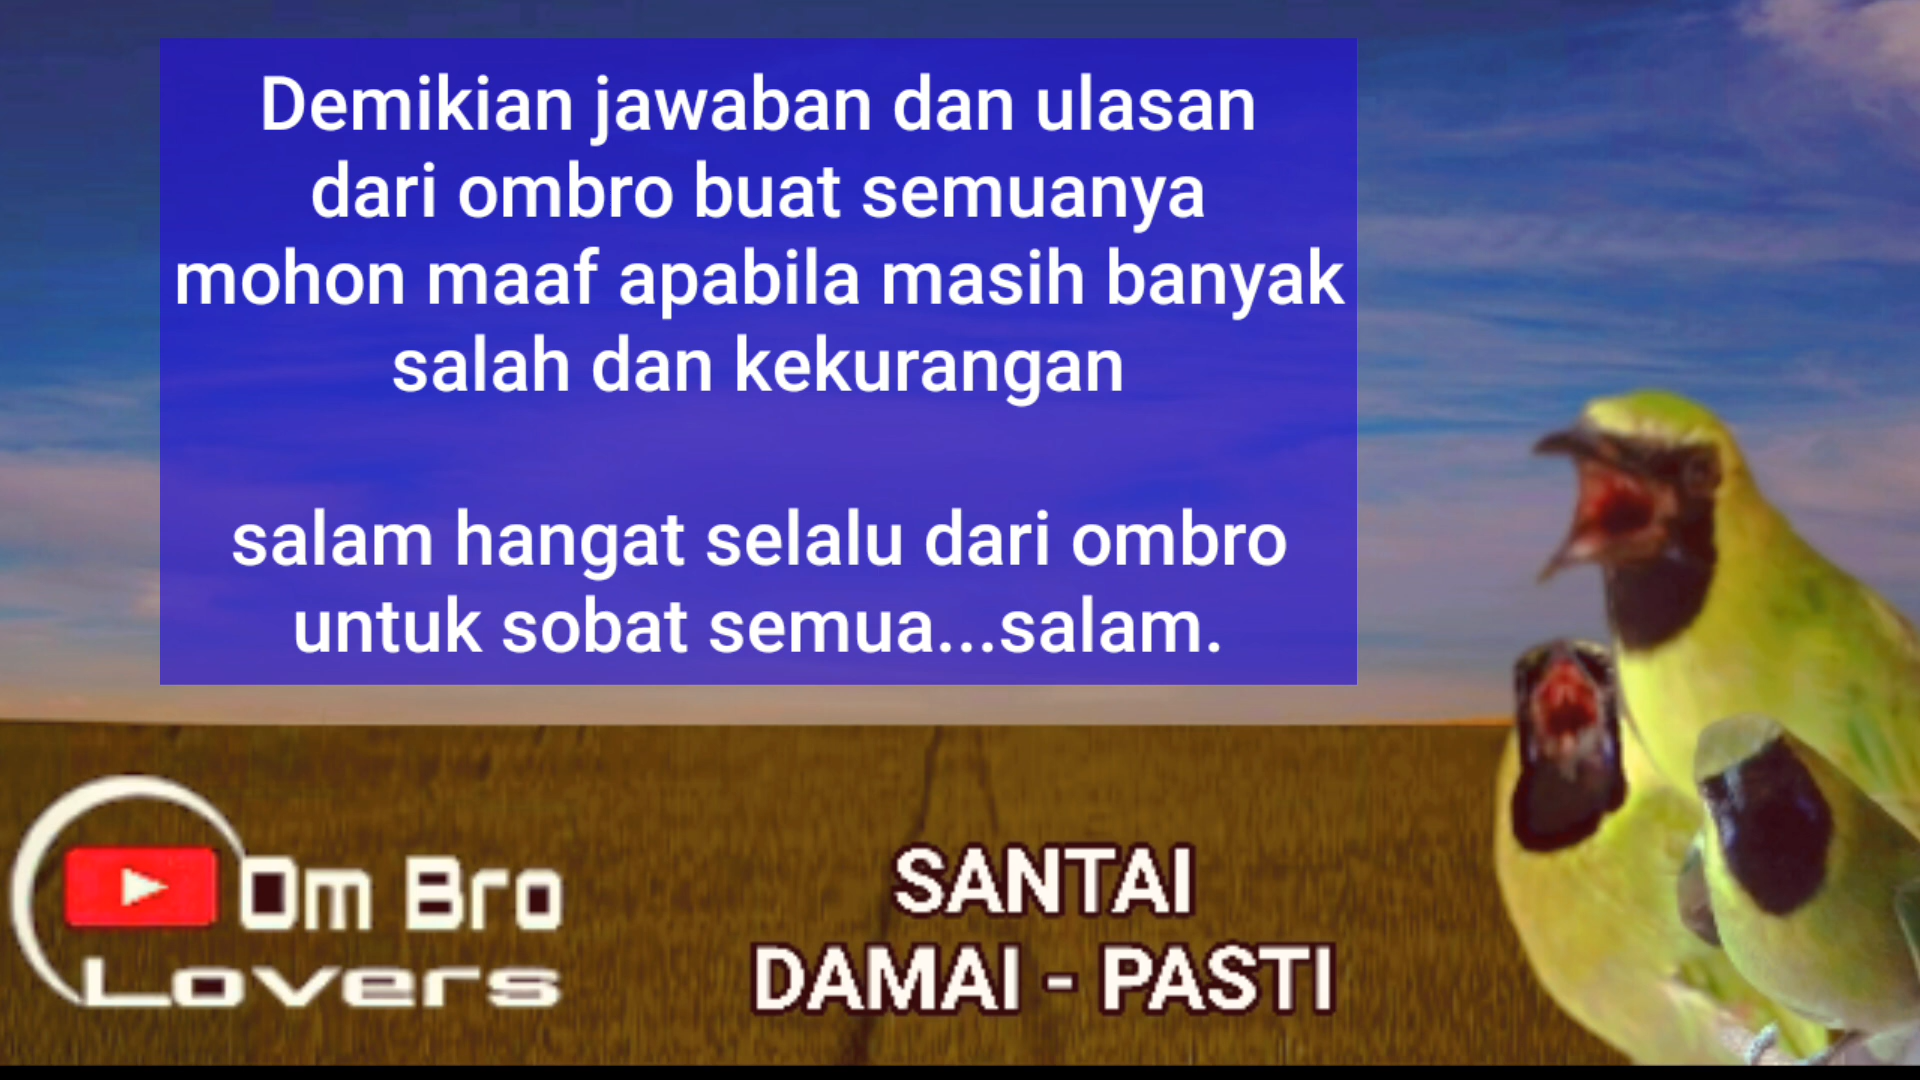 Demikian jawaban dan ulasan
dari ombro buat semuanya
mohon maaf apabila masih banyak
salah dan kekurangan
salam hangat selalu dari ombro
untuk sobat semua...salam.
Om Bro
Lovers
SANTAI
DAMAI - PASTI